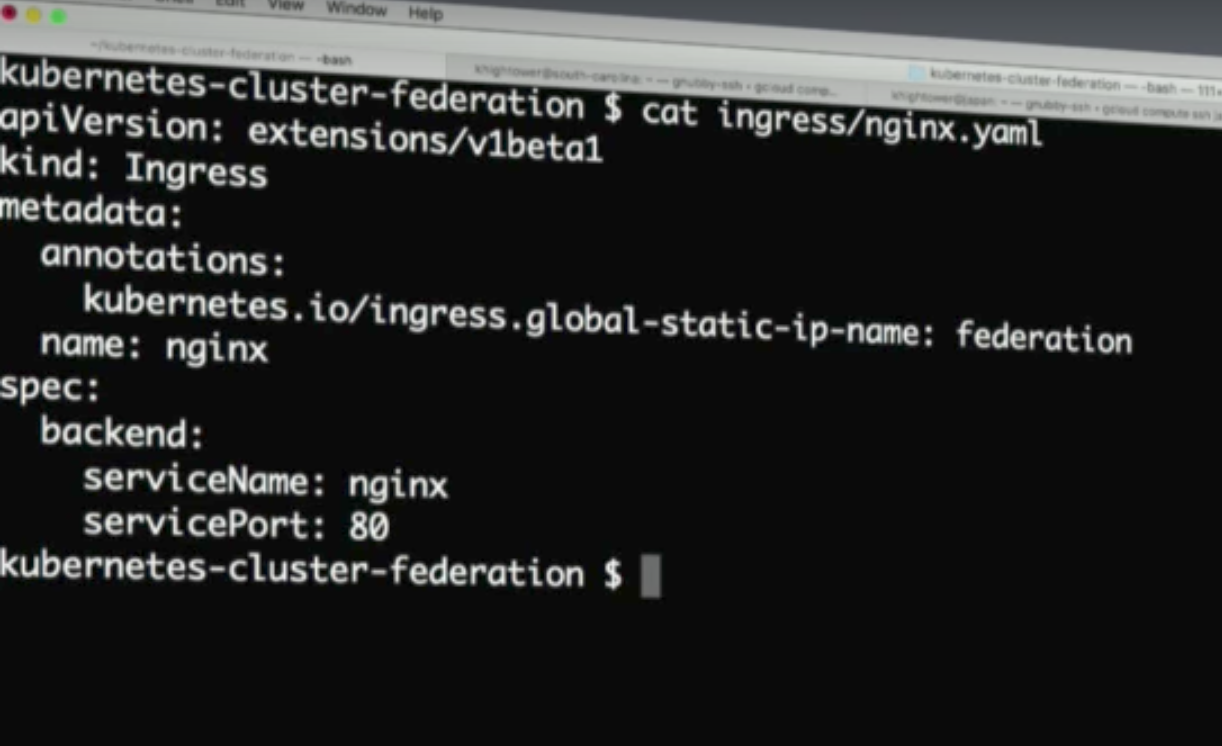 Edit View Window Help
~/kubernetes-cluster-federation — -bash
khightower@south-carolina: ~ — gnubby-ssh • gcloud comp...
kubernetes-cluster-federation — -bash — 111
khightower@japan: ~ — gnubby-ssh • gcloud compute ssh
kubernetes-cluster-federation $ cat ingress/nginx.yaml
apiVersion: extensions/v1beta1
kind: Ingress
metadata:
  annotations:
    kubernetes.io/ingress.global-static-ip-name: federation
  name: nginx
spec:
  backend:
    serviceName: nginx
    servicePort: 80
kubernetes-cluster-federation $